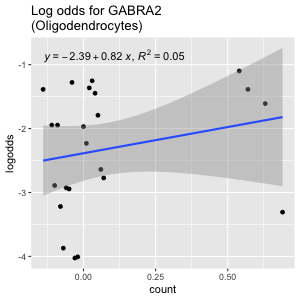 Log odds for GABRA2
(Oligodendrocytes)
y = −2.39 + 0.82 x, R² = 0.05
-1
-2
-3
-4
logodds
0.00 0.25 0.50
count